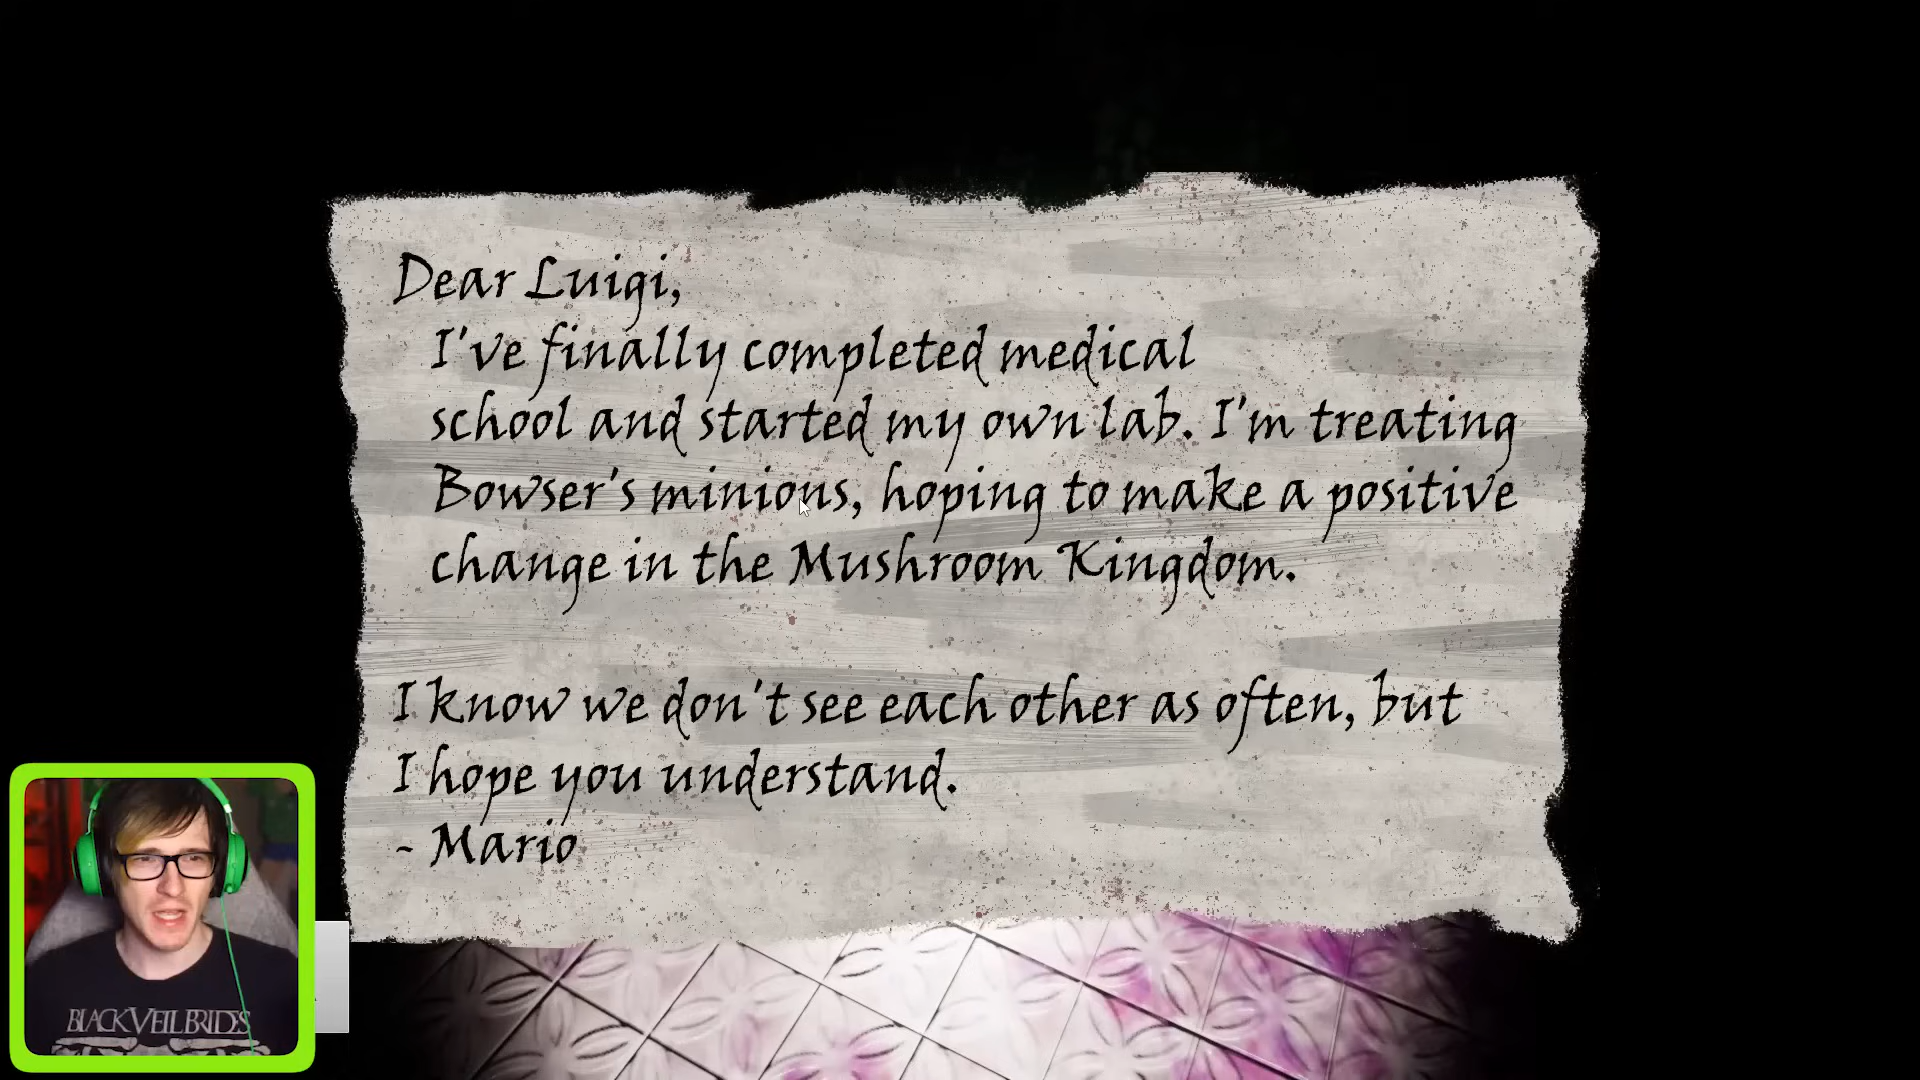 Dear Luigi,
I've finally completed medical
school and started my own lab. I'm treating
Bowser's minions, hoping to make a positive
change in the Mushroom Kingdom.
I know we don't see each other as often, but
I hope you understand.
- Mario
BLACK VEIL BRIDES